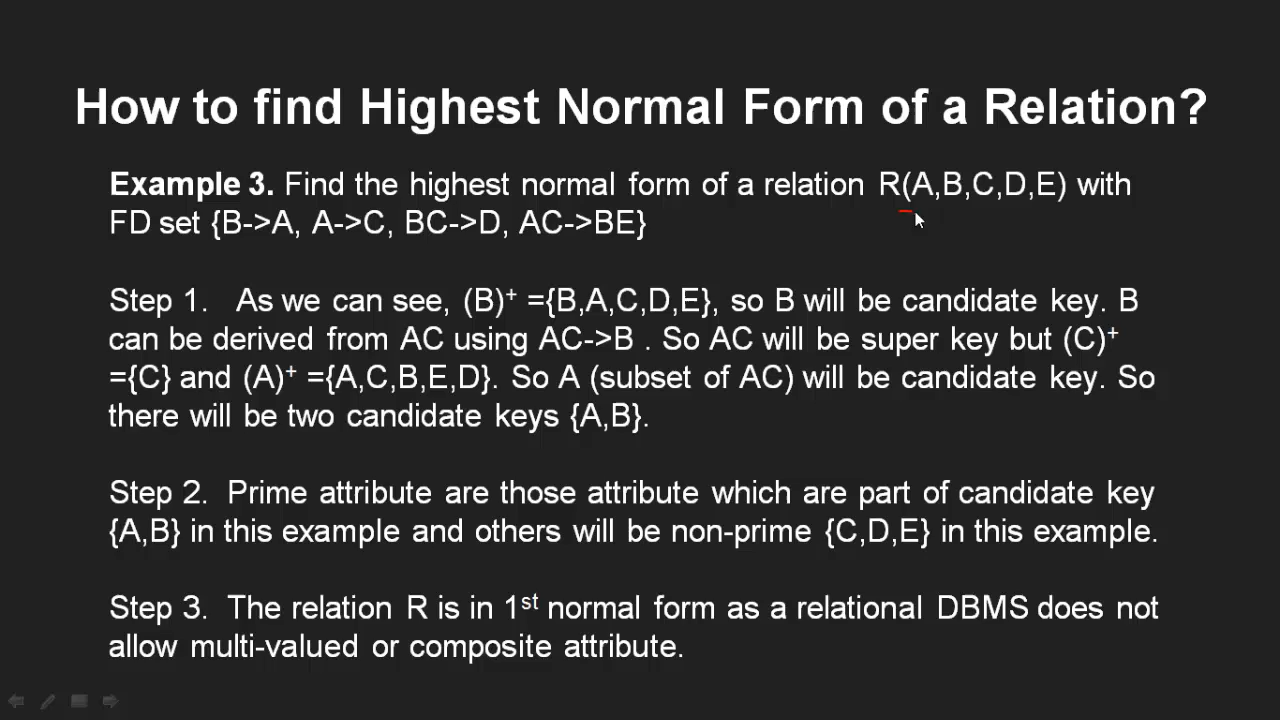 How to find Highest Normal Form of a Relation?
Example 3. Find the highest normal form of a relation R(A,B,C,D,E) with
FD set {B->A, A->C, BC->D, AC->BE}
Step 1. As we can see, (B)⁺ ={B,A,C,D,E}, so B will be candidate key. B
can be derived from AC using AC->B . So AC will be super key but (C)⁺
={C} and (A)⁺ ={A,C,B,E,D}. So A (subset of AC) will be candidate key. So
there will be two candidate keys {A,B}.
Step 2. Prime attribute are those attribute which are part of candidate key
{A,B} in this example and others will be non-prime {C,D,E} in this example.
Step 3. The relation R is in 1ˢᵗ normal form as a relational DBMS does not
allow multi-valued or composite attribute.